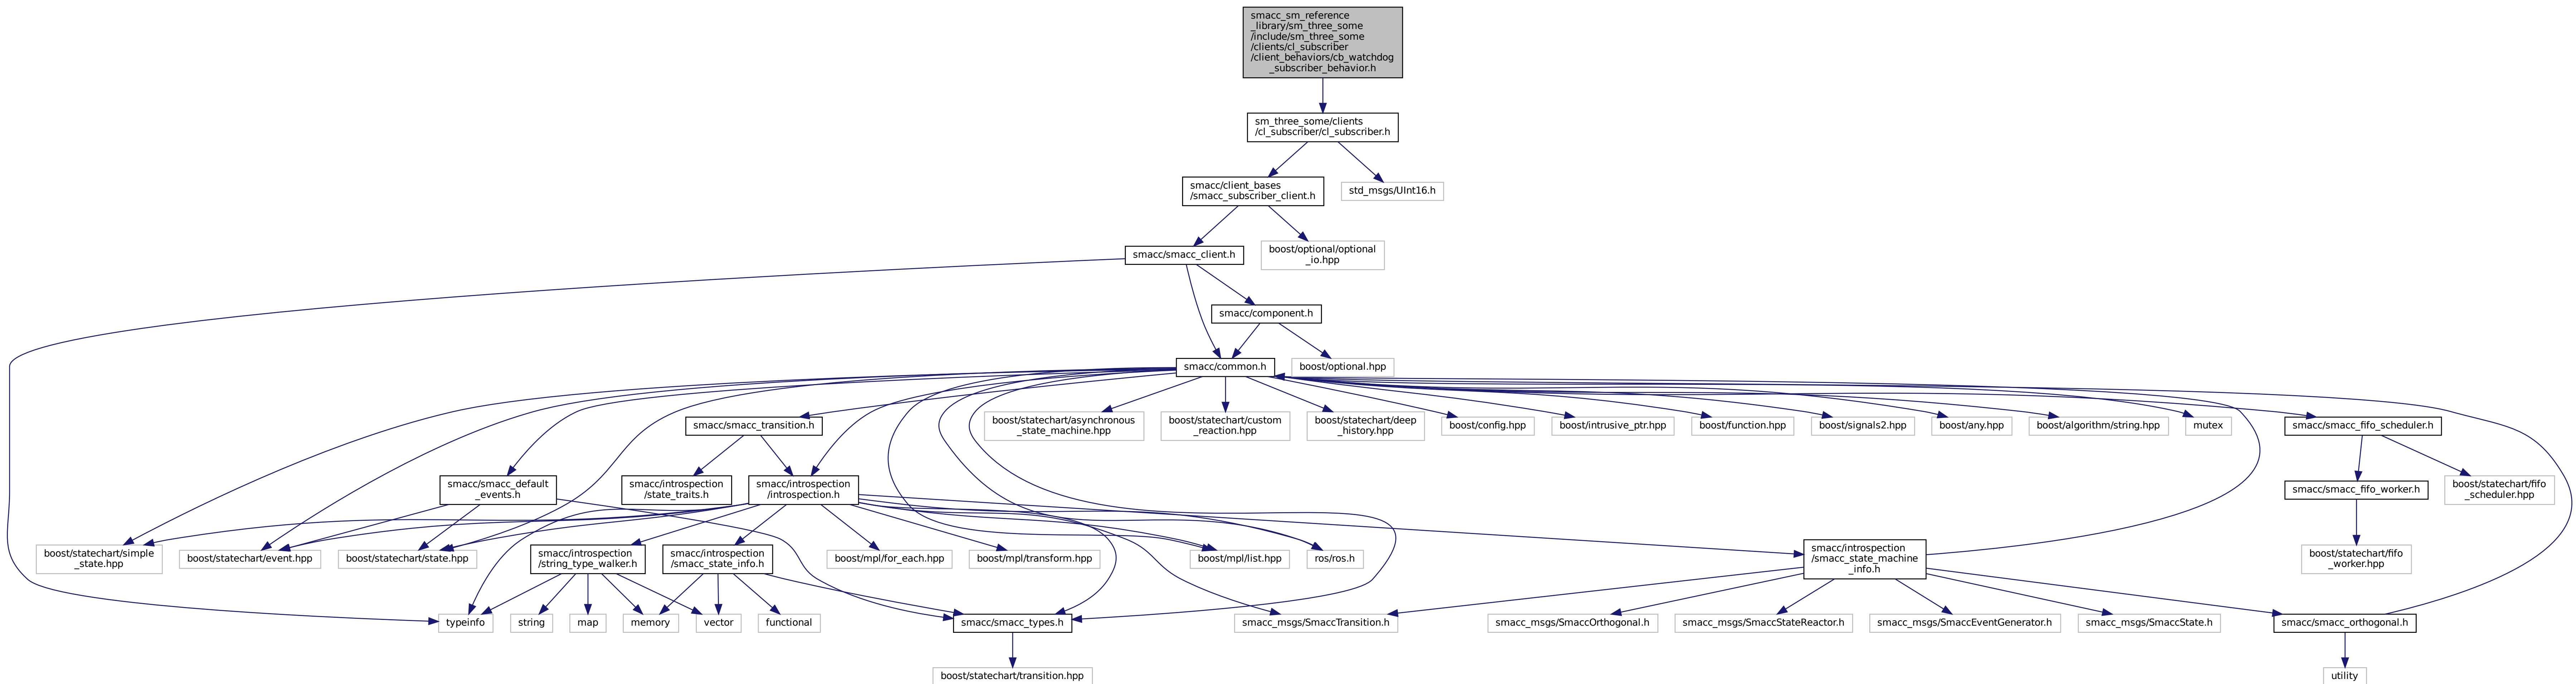 smacc_sm_reference
_library/sm_three_some
/include/sm_three_some
/clients/cl_subscriber
/client_behaviors/cb_watchdog
_subscriber_behavior.h
sm_three_some/clients
/cl_subscriber/cl_subscriber.h
smacc/client_bases
/smacc_subscriber_client.h
std_msgs/UInt16.h
smacc/smacc_client.h
boost/optional/optional
_io.hpp
smacc/component.h
smacc/common.h
boost/optional.hpp
smacc/smacc_transition.h
boost/statechart/asynchronous
_state_machine.hpp
boost/statechart/custom
_reaction.hpp
boost/statechart/deep
_history.hpp
boost/config.hpp
boost/intrusive_ptr.hpp
boost/function.hpp
boost/signals2.hpp
boost/any.hpp
boost/algorithm/string.hpp
mutex
smacc/smacc_fifo_scheduler.h
smacc/smacc_default
_events.h
smacc/introspection
/state_traits.h
smacc/introspection
/introspection.h
smacc/smacc_fifo_worker.h
boost/statechart/fifo
_scheduler.hpp
boost/statechart/simple
_state.hpp
boost/statechart/event.hpp
boost/statechart/state.hpp
smacc/introspection
/string_type_walker.h
smacc/introspection
/smacc_state_info.h
boost/mpl/for_each.hpp
boost/mpl/transform.hpp
boost/mpl/list.hpp
ros/ros.h
smacc/introspection
/smacc_state_machine
_info.h
boost/statechart/fifo
_worker.hpp
typeinfo
string
map
memory
vector
functional
smacc/smacc_types.h
smacc_msgs/SmaccTransition.h
smacc_msgs/SmaccOrthogonal.h
smacc_msgs/SmaccStateReactor.h
smacc_msgs/SmaccEventGenerator.h
smacc_msgs/SmaccState.h
smacc/smacc_orthogonal.h
boost/statechart/transition.hpp
utility